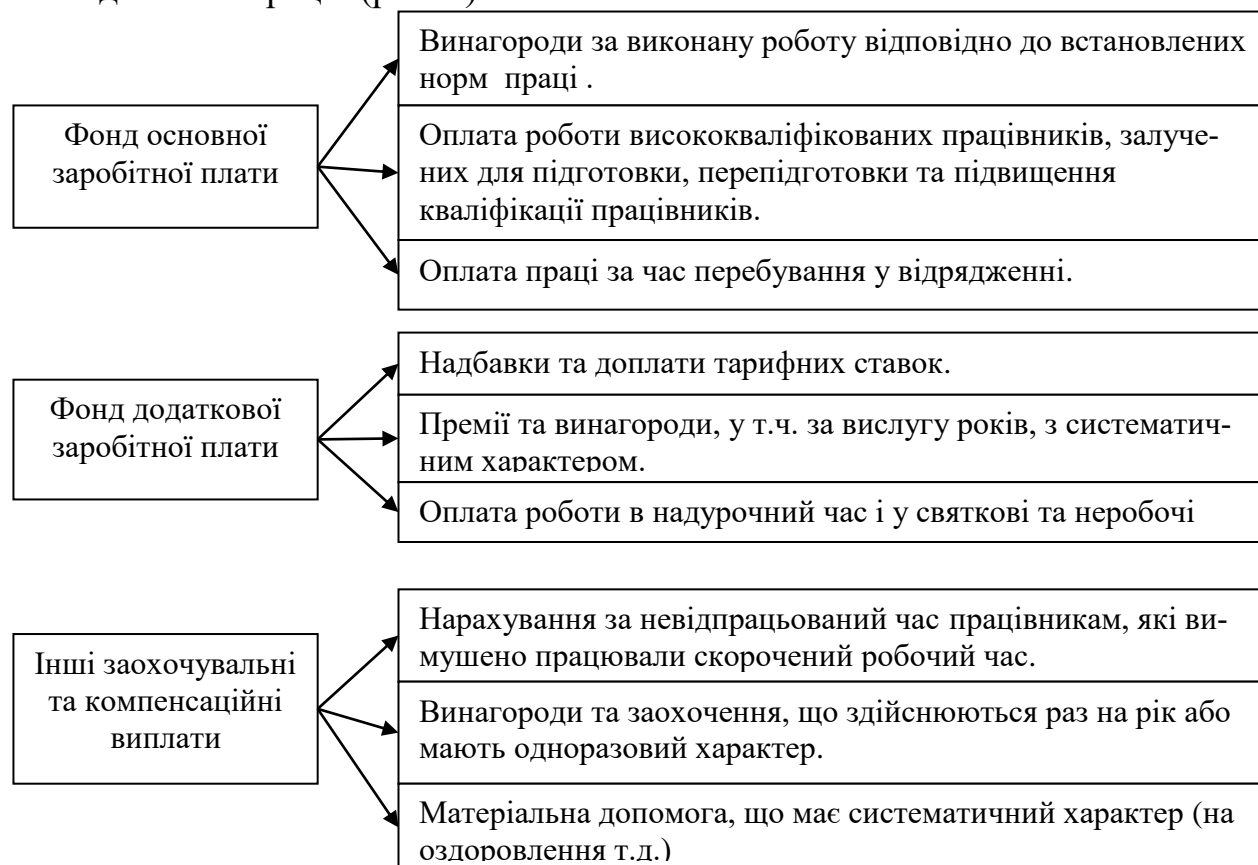 Фонд основної
заробітної плати
Винагороди за виконану роботу відповідно до встановлених
норм праці .
Оплата роботи висококваліфікованих працівників, залуче-
них для підготовки, перепідготовки та підвищення
кваліфікації працівників.
Оплата праці за час перебування у відрядженні.
Фонд додаткової
заробітної плати
Надбавки та доплати тарифних ставок.
Премії та винагороди, у т.ч. за вислугу років, з систематич-
ним характером.
Оплата роботи в надурочний час і у святкові та неробочі
Інші заохочувальні
та компенсаційні
виплати
Нарахування за невідпрацьований час працівникам, які ви-
мушено працювали скорочений робочий час.
Винагороди та заохочення, що здійснюються раз на рік або
мають одноразовий характер.
Матеріальна допомога, що має систематичний характер (на
оздоровлення т.д.)